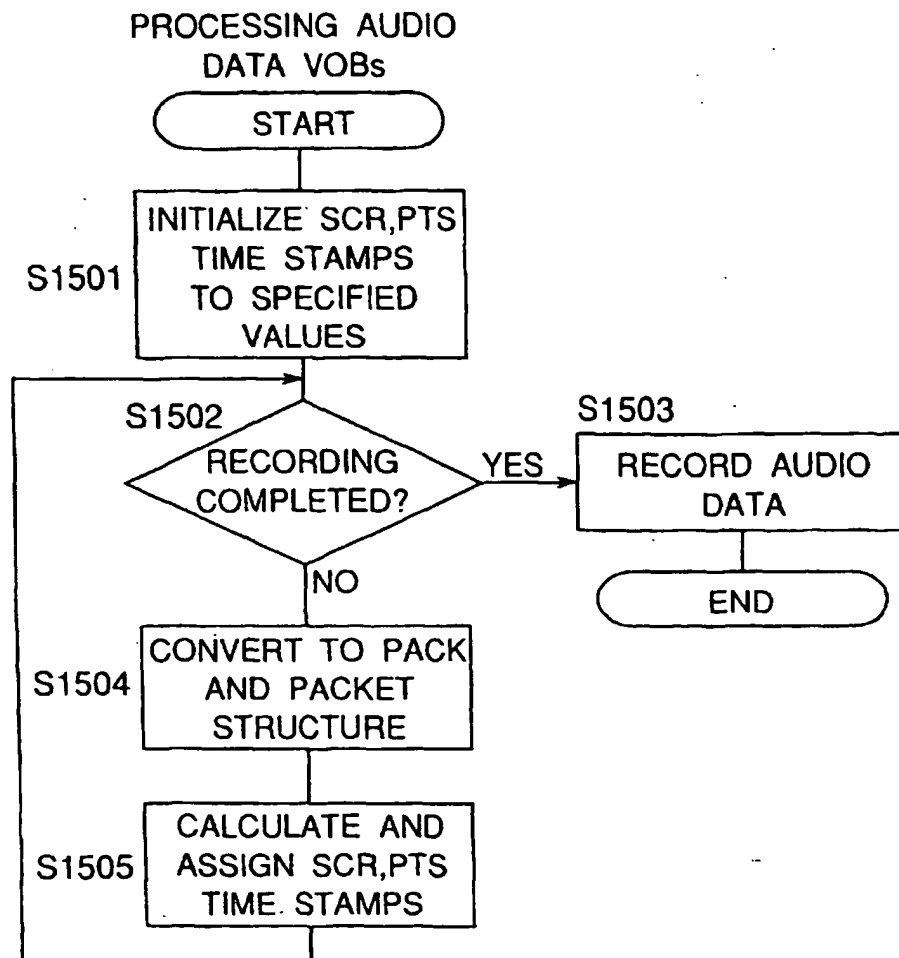 PROCESSING AUDIO
DATA VOBs
START
INITIALIZE SCR,PTS
TIME STAMPS
TO SPECIFIED
VALUES
S1501
S1502
RECORDING
COMPLETED?
YES
S1503
RECORD AUDIO
DATA
END
NO
S1504
CONVERT TO PACK
AND PACKET
STRUCTURE
S1505
CALCULATE AND
ASSIGN SCR,PTS
TIME STAMPS